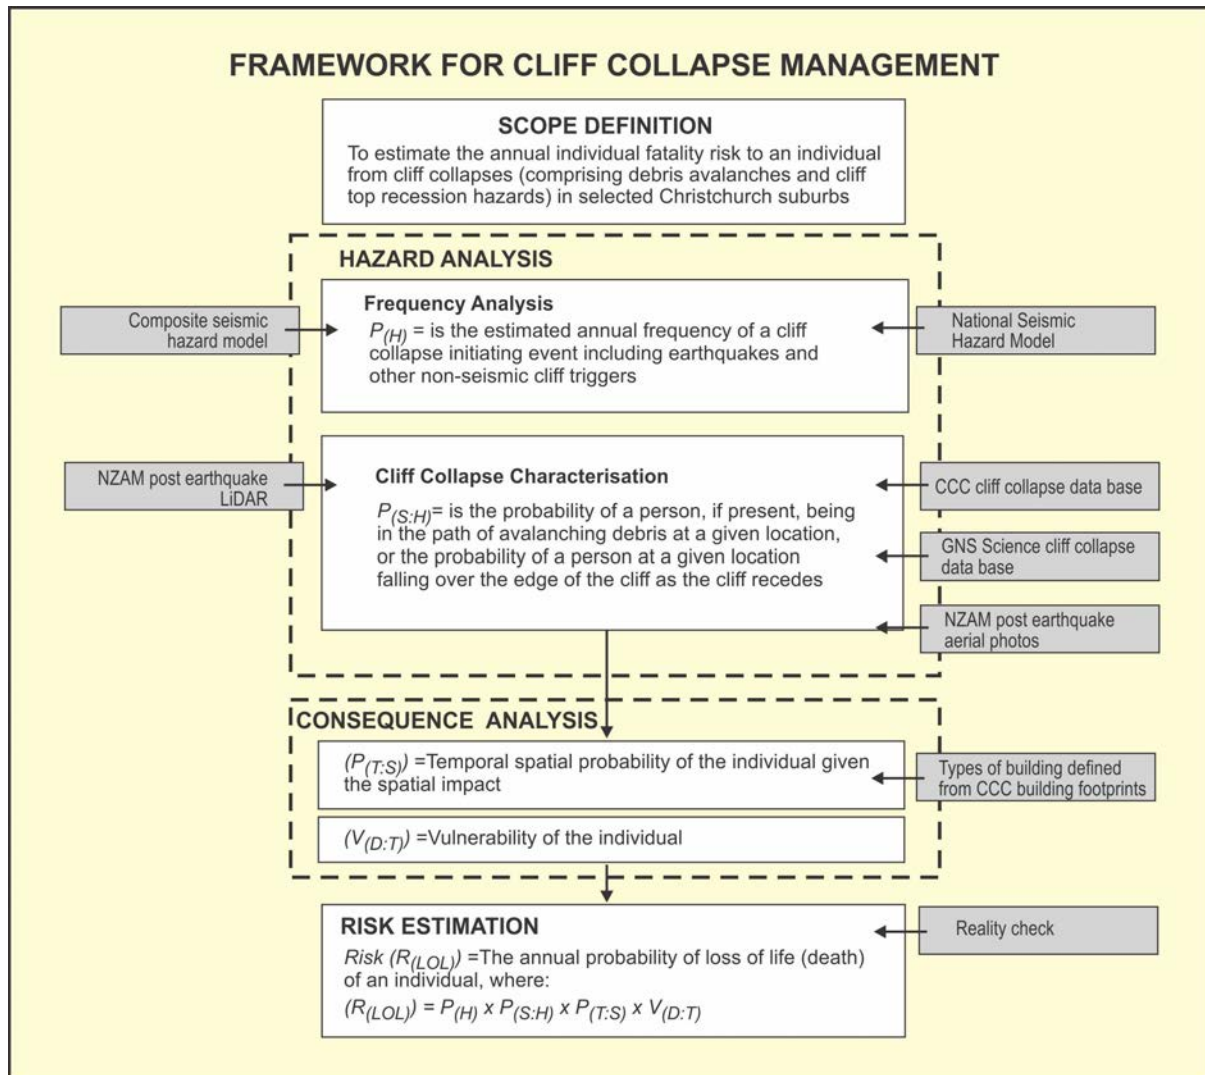 FRAMEWORK FOR CLIFF COLLAPSE MANAGEMENT
SCOPE DEFINITION
To estimate the annual individual fatality risk to an individual
from cliff collapses (comprising debris avalanches and cliff
top recession hazards) in selected Christchurch suburbs
HAZARD ANALYSIS
Composite seismic
hazard model
Frequency Analysis
P(H) = is the estimated annual frequency of a cliff
collapse initiating event including earthquakes and
other non-seismic cliff triggers
National Seismic
Hazard Model
NZAM post earthquake
LiDAR
Cliff Collapse Characterisation
P(S:H)= is the probability of a person, if present, being
in the path of avalanching debris at a given location,
or the probability of a person at a given location
falling over the edge of the cliff as the cliff recedes
CCC cliff collapse data base
GNS Science cliff collapse
data base
NZAM post earthquake
aerial photos
CONSEQUENCE ANALYSIS
(P(T:S)) =Temporal spatial probability of the individual given
the spatial impact
Types of building defined
from CCC building footprints
(V(D:T)) =Vulnerability of the individual
RISK ESTIMATION
Risk (R(LOL)) =The annual probability of loss of life (death)
of an individual, where:
(R(LOL)) = P(H) x P(S:H) x P(T:S) x V(D:T)
Reality check